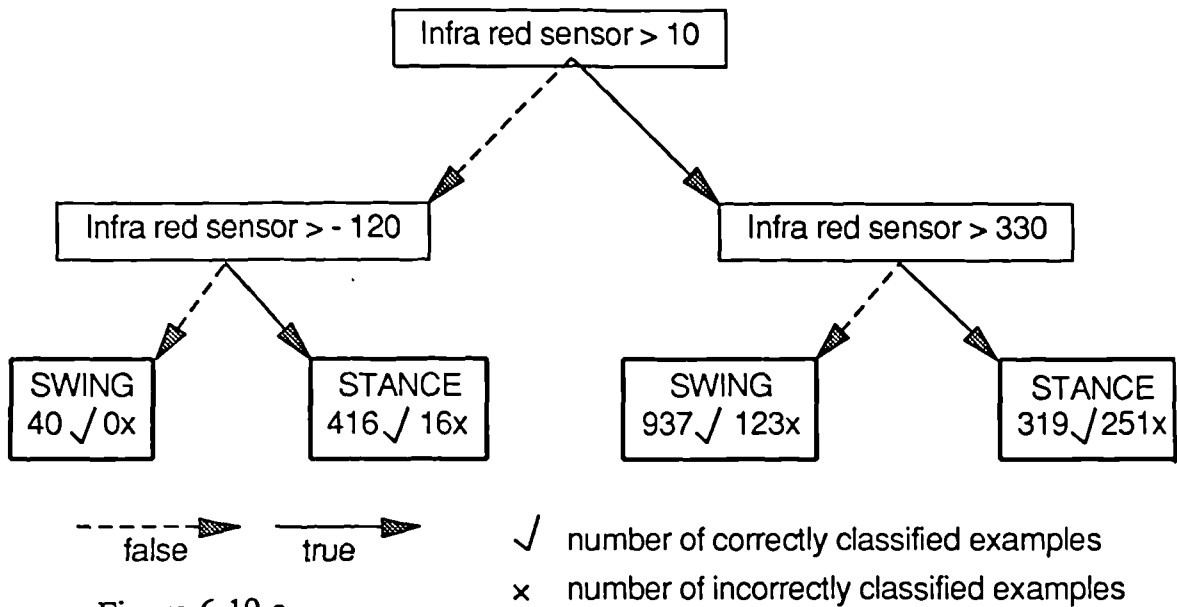 Infra red sensor > 10
Infra red sensor > - 120
Infra red sensor > 330
SWING
40 √ 0x
STANCE
416 √ 16x
SWING
937 √ 123x
STANCE
319 √ 251x
false
true
√ number of correctly classified examples
x number of incorrectly classified examples